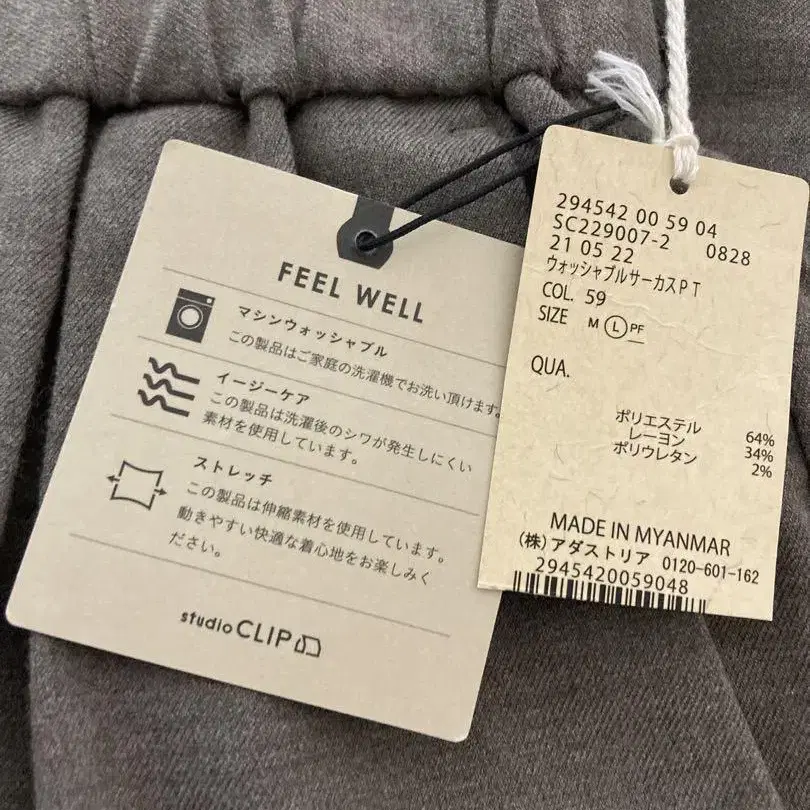 FEEL WELL
マシンウォッシャブル
この製品はご家庭の洗濯機でお洗い頂けます。
イージーケア
この製品は洗濯後のシワが発生しにくい
素材を使用しています。
ストレッチ
この製品は伸縮素材を使用しています。
動きやすい快適な着心地をお楽しみく
ださい。
studio CLIP
294542 00 59 04
SC229007-2 0828
21 05 22
ウォッシャブルサーカスPT
COL. 59
SIZE M L PF
QUA.
ポリエステル 64%
レーヨン 34%
ポリウレタン 2%
MADE IN MYANMAR
(株)アダストリア 0120-601-162
2945420059048